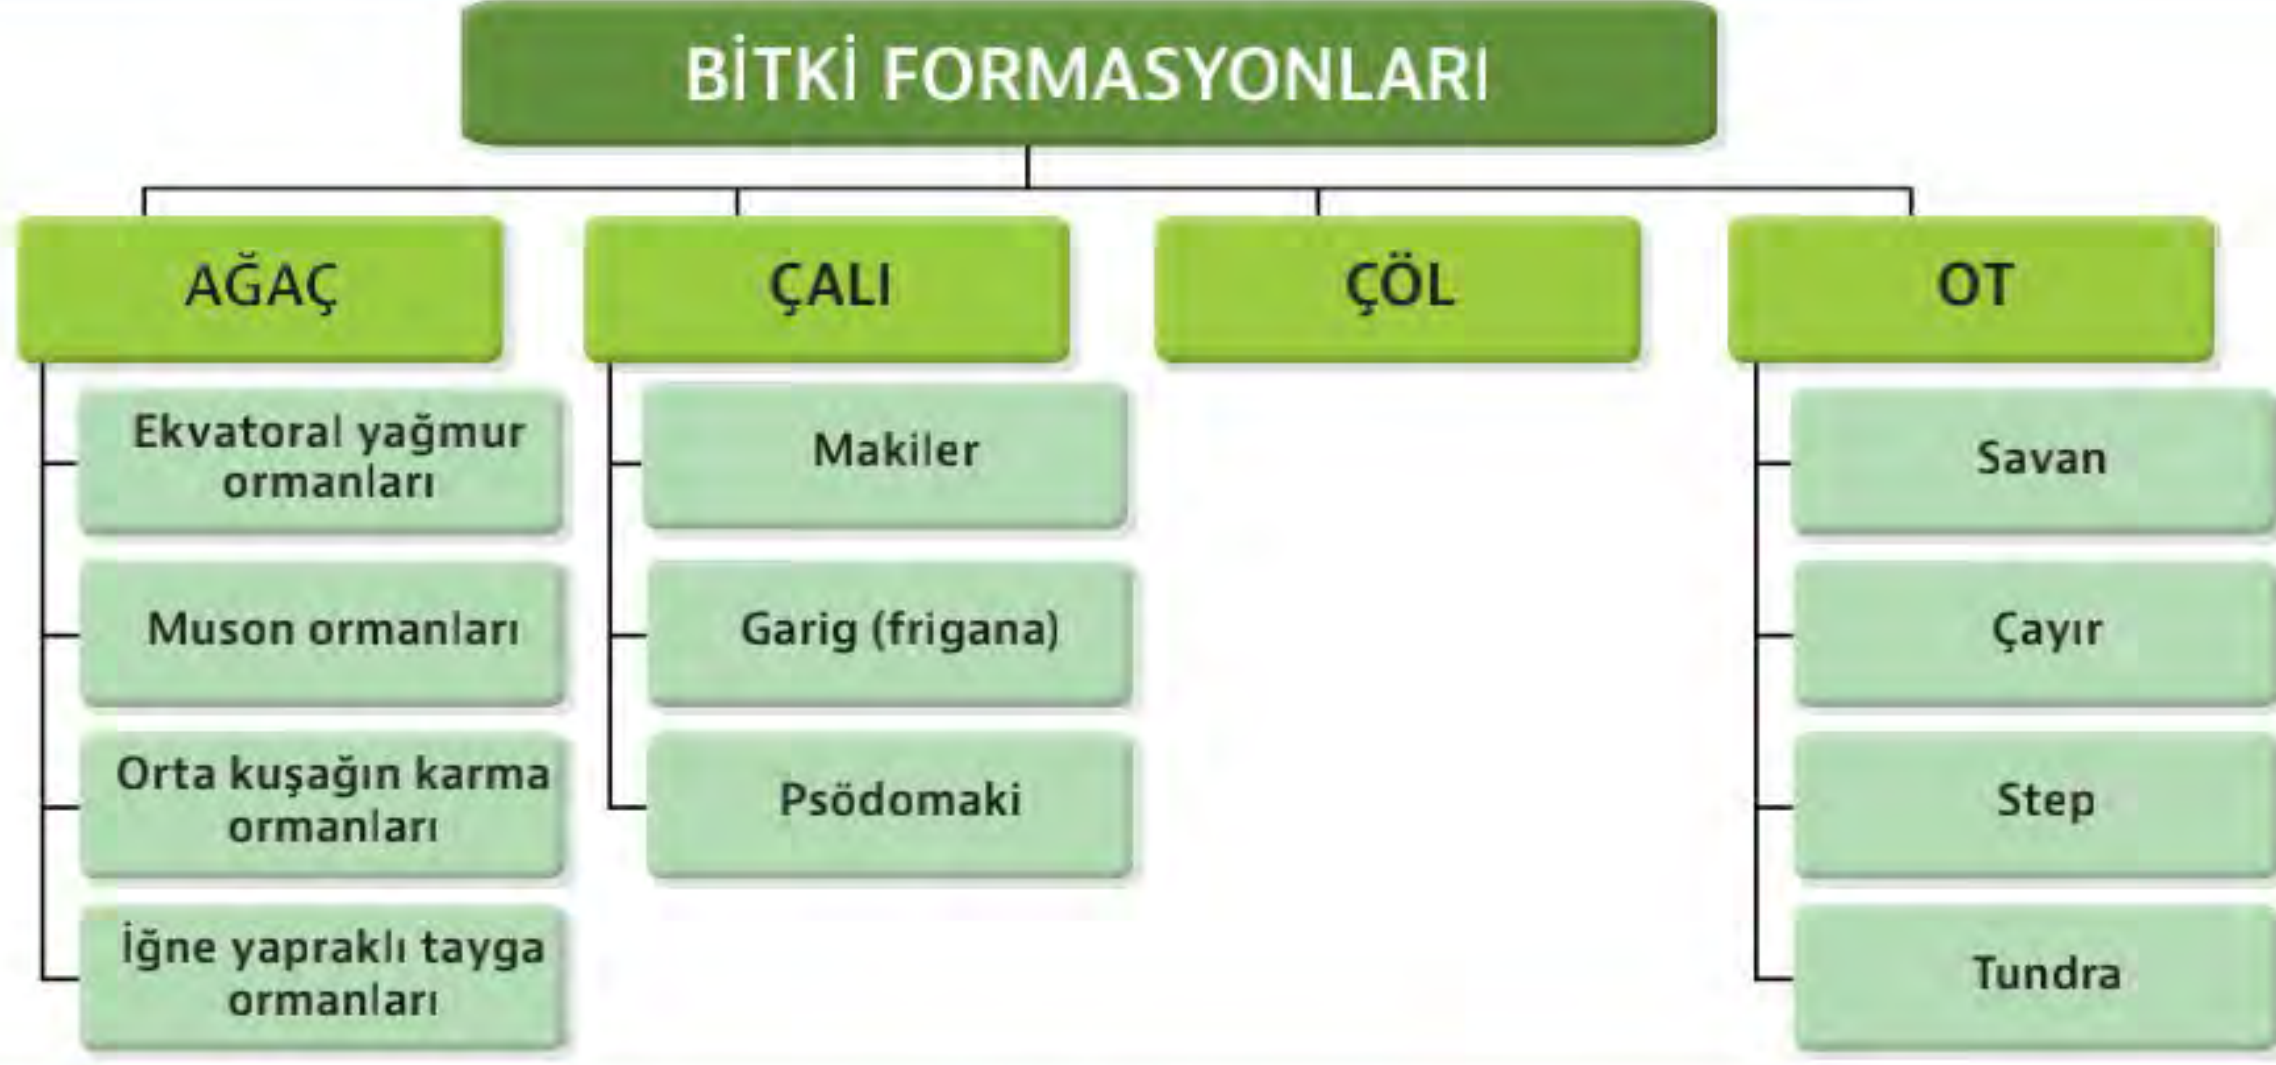 BİTKİ FORMASYONLARI
AĞAÇ
Ekvatoral yağmur
ormanları
Muson ormanları
Orta kuşağın karma
ormanları
İğne yapraklı tayga
ormanları
ÇALI
Makiler
Garig (frigana)
Psödomaki
ÇÖL
OT
Savan
Çayır
Step
Tundra